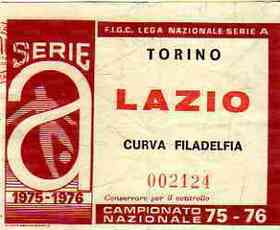 F.I.G.C. LEGA NAZIONALE-SERIE A
SERIE
a
1975-1976
TORINO
LAZIO
CURVA FILADELFIA
002124
Conservare per il controllo
CAMPIONATO
NAZIONALE 75-76